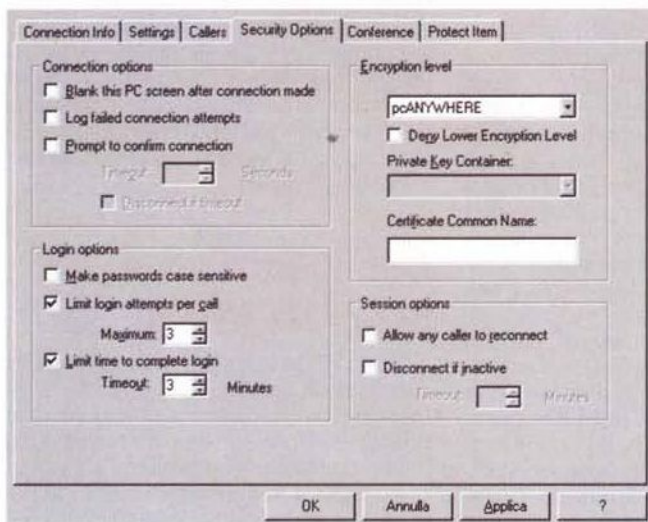 Connection Info Settings Callers Security Options Conference Protect Item
Connection options
Blank this PC screen after connection made
Log failed connection attempts
Prompt to confirm connection
Timeout: Seconds
Disconnect if timeout
Login options
Make passwords case sensitive
Limit login attempts per call
Maximum: 3
Limit time to complete login
Timeout: 3 Minutes
Encryption level
pcANYWHERE
Deny Lower Encryption Level
Private Key Container:
Certificate Common Name:
Session options
Allow any caller to reconnect
Disconnect if inactive
Timeout: Minutes
OK Annulla Applica ?